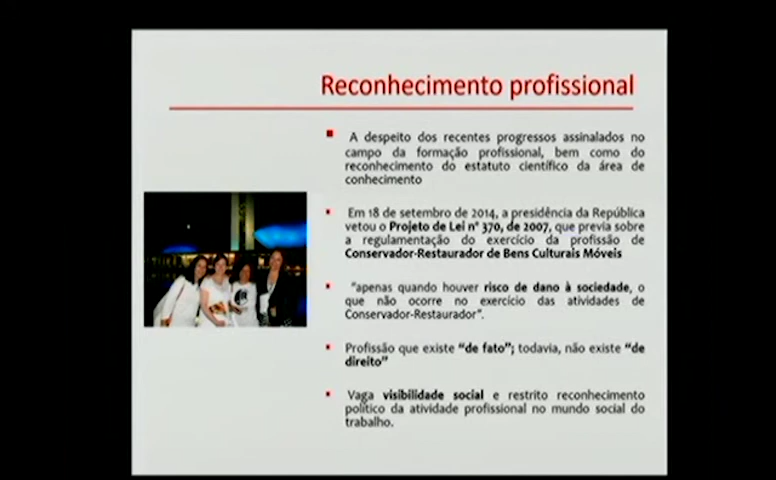 Reconhecimento profissional
A despeito dos recentes progressos assinalados no
campo da formação profissional, bem como do
reconhecimento do estatuto científico da área de
conhecimento
Em 18 de setembro de 2014, a presidência da República
vetou o Projeto de Lei n° 370, de 2007, que previa sobre
a regulamentação do exercício da profissão de
Conservador-Restaurador de Bens Culturais Móveis
"apenas quando houver risco de dano à sociedade, o
que não ocorre no exercício das atividades de
Conservador-Restaurador".
Profissão que existe "de fato"; todavia, não existe "de
direito"
Vaga visibilidade social e restrito reconhecimento
político da atividade profissional no mundo social do
trabalho.